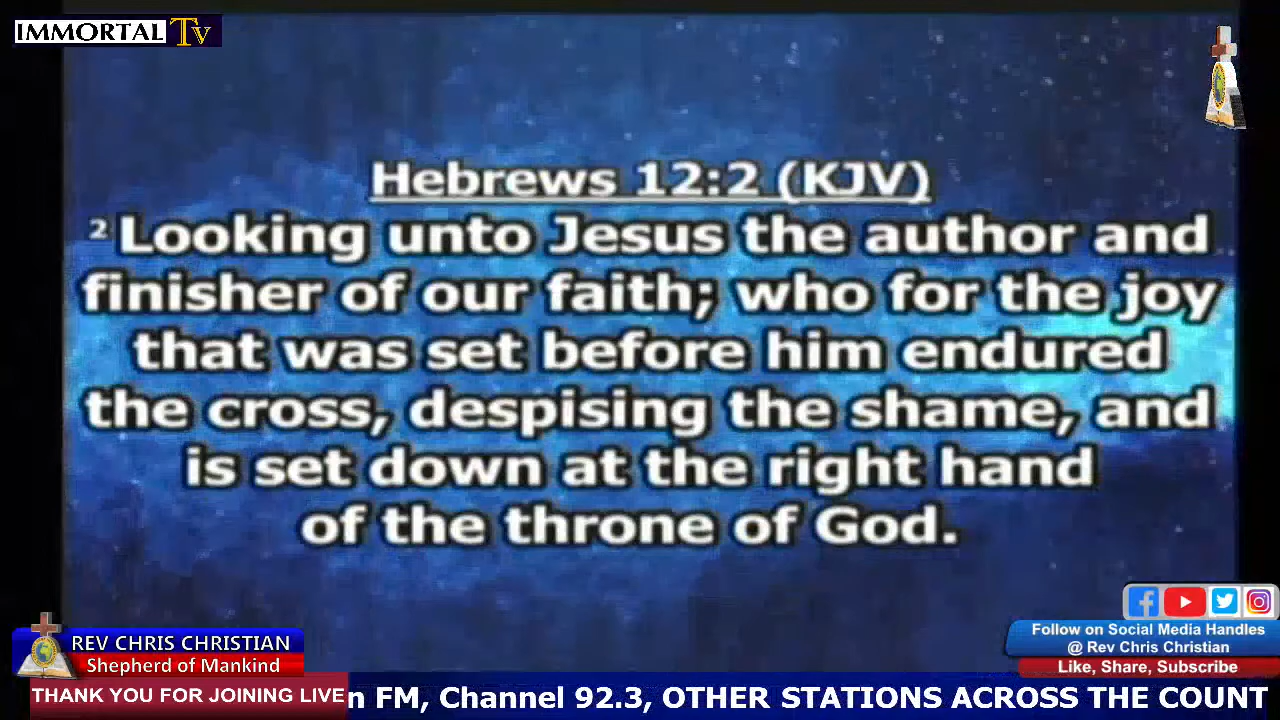 IMMORTAL Tv
Hebrews 12:2 (KJV)
2 Looking unto Jesus the author and
finisher of our faith; who for the joy
that was set before him endured
the cross, despising the shame, and
is set down at the right hand
of the throne of God.
REV CHRIS CHRISTIAN
Shepherd of Mankind
Follow on Social Media Handles
@ Rev Chris Christian
Like, Share, Subscribe
THANK YOU FOR JOINING LIVE
n FM, Channel 92.3, OTHER STATIONS ACROSS THE COUNT